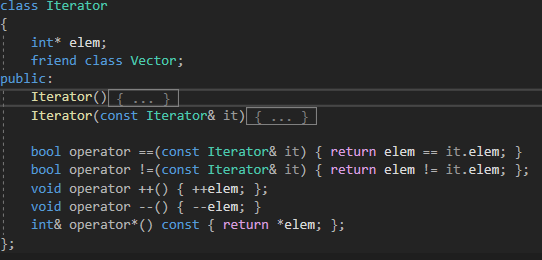 class Iterator
{
int* elem;
friend class Vector;
public:
Iterator(){ ... }
Iterator(const Iterator& it){ ... }
bool operator ==(const Iterator& it) { return elem == it.elem; }
bool operator !=(const Iterator& it) { return elem != it.elem; };
void operator ++() { ++elem; };
void operator --() { --elem; }
int& operator*() const { return *elem; };
};